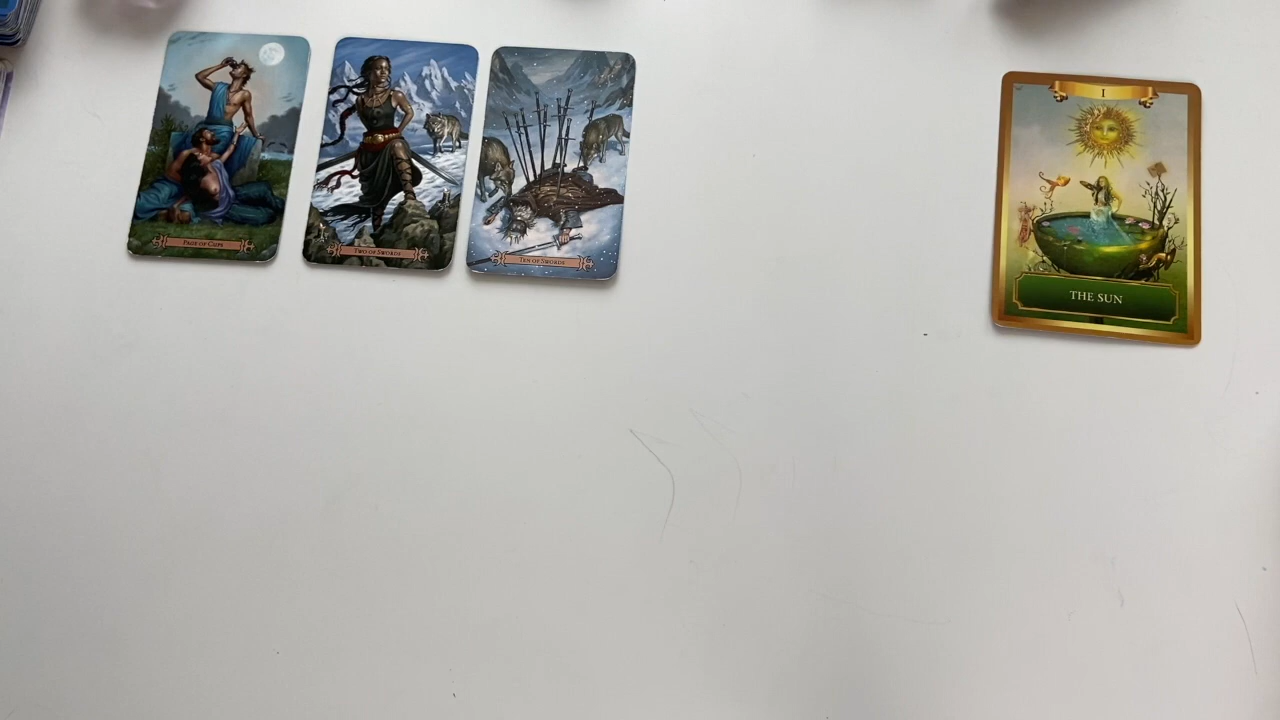 PAGE OF CUPS
TWO OF SWORDS
TEN OF SWORDS
I
THE SUN